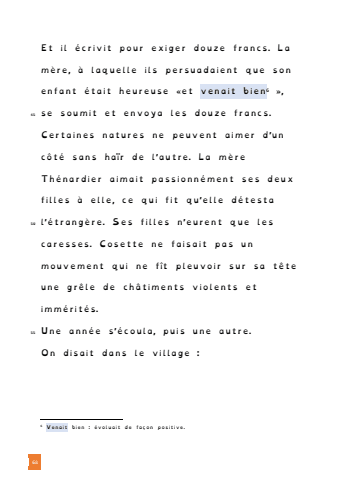 Et il écrivit pour exiger douze francs. La
mère, à laquelle ils persuadaient que son
enfant était heureuse «et venait bien⁶ »,
se soumit et envoya les douze francs.
Certaines natures ne peuvent aimer d'un
côté sans haïr de l'autre. La mère
Thénardier aimait passionnément ses deux
filles à elle, ce qui fit qu'elle détesta
l'étrangère. Ses filles n'eurent que les
caresses. Cosette ne faisait pas un
mouvement qui ne fît pleuvoir sur sa tête
une grêle de châtiments violents et
immérités.
Une année s'écoula, puis une autre.
On disait dans le village :
⁶ Venait bien : évoluait de façon positive.